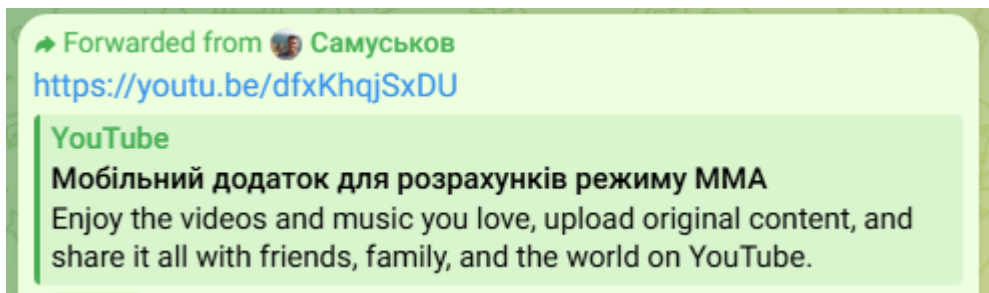 Forwarded from Самуськов
https://youtu.be/dfxKhqjSxDU
YouTube
Мобільний додаток для розрахунків режиму ММА
Enjoy the videos and music you love, upload original content, and
share it all with friends, family, and the world on YouTube.